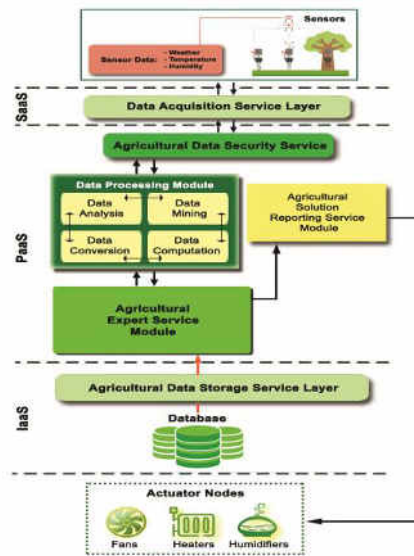 Sensors
Sensor Data:
- Weather
- Temperature
- Humidity
SaaS
Data Acquisition Service Layer
Agricultural Data Security Service
PaaS
Data Processing Module
Data
Analysis
Data
Mining
Data
Conversion
Data
Computation
Agricultural
Solution
Reporting Service
Module
Agricultural
Expert Service
Module
IaaS
Agricultural Data Storage Service Layer
Database
Actuator Nodes
Fans
Heaters
Humidifiers